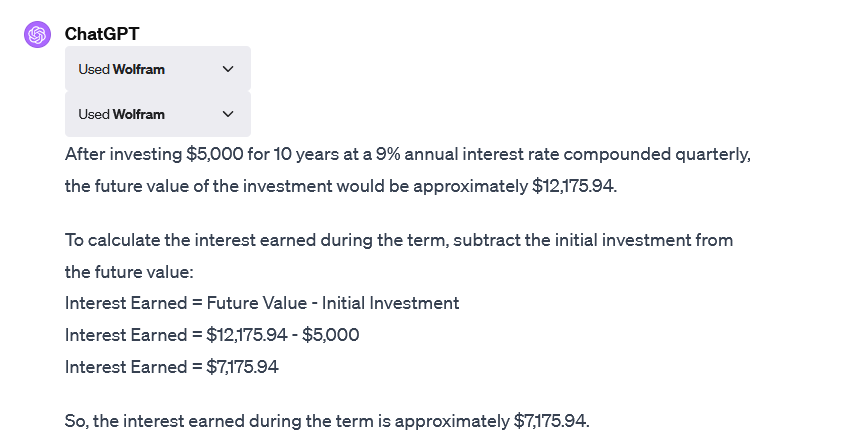 ChatGPT
Used Wolfram
Used Wolfram
After investing $5,000 for 10 years at a 9% annual interest rate compounded quarterly,
the future value of the investment would be approximately $12,175.94.
To calculate the interest earned during the term, subtract the initial investment from
the future value:
Interest Earned = Future Value - Initial Investment
Interest Earned = $12,175.94 - $5,000
Interest Earned = $7,175.94
So, the interest earned during the term is approximately $7,175.94.